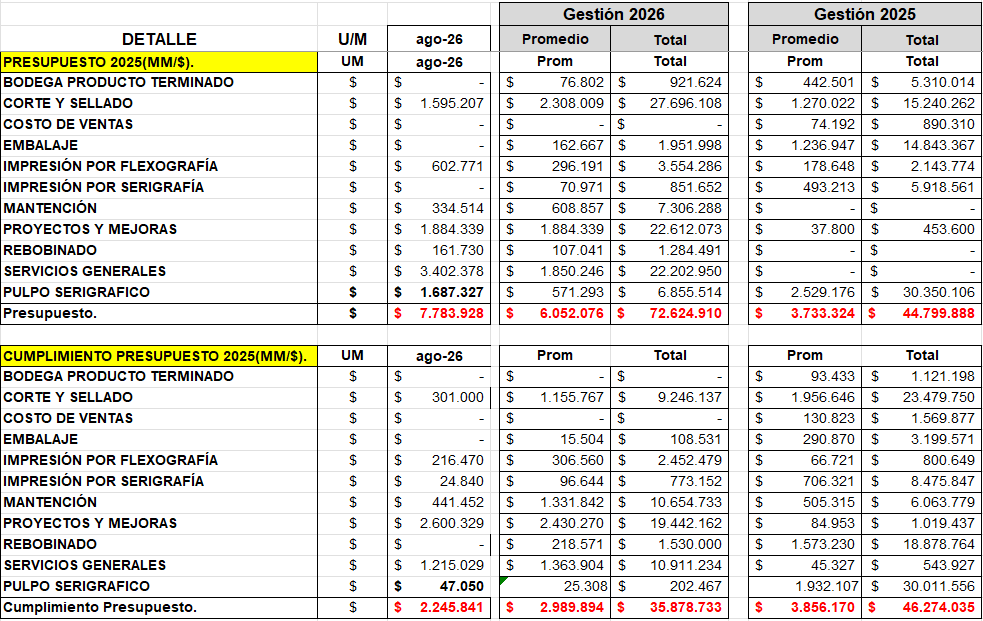 Gestión 2026 Gestión 2025
DETALLE U/M ago-26 Promedio Total Promedio Total
PRESUPUESTO 2025(MM/$). UM ago-26 Prom Total Prom Total
BODEGA PRODUCTO TERMINADO $ $ - $ 76.802 $ 921.624 $ 442.501 $ 5.310.014
CORTE Y SELLADO $ $ 1.595.207 $ 2.308.009 $ 27.696.108 $ 1.270.022 $ 15.240.262
COSTO DE VENTAS $ $ - $ - $ - $ 74.192 $ 890.310
EMBALAJE $ $ - $ 162.667 $ 1.951.998 $ 1.236.947 $ 14.843.367
IMPRESIÓN POR FLEXOGRAFÍA $ $ 602.771 $ 296.191 $ 3.554.286 $ 178.648 $ 2.143.774
IMPRESIÓN POR SERIGRAFÍA $ $ - $ 70.971 $ 851.652 $ 493.213 $ 5.918.561
MANTENCIÓN $ $ 334.514 $ 608.857 $ 7.306.288 $ - $ -
PROYECTOS Y MEJORAS $ $ 1.884.339 $ 1.884.339 $ 22.612.073 $ 37.800 $ 453.600
REBOBINADO $ $ 161.730 $ 107.041 $ 1.284.491 $ - $ -
SERVICIOS GENERALES $ $ 3.402.378 $ 1.850.246 $ 22.202.950 $ - $ -
PULPO SERIGRAFICO $ $ 1.687.327 $ 571.293 $ 6.855.514 $ 2.529.176 $ 30.350.106
Presupuesto. $ $ 7.783.928 $ 6.052.076 $ 72.624.910 $ 3.733.324 $ 44.799.888
CUMPLIMIENTO PRESUPUESTO 2025(MM/$). UM ago-26 Prom Total Prom Total
BODEGA PRODUCTO TERMINADO $ $ - $ - $ - $ 93.433 $ 1.121.198
CORTE Y SELLADO $ $ 301.000 $ 1.155.767 $ 9.246.137 $ 1.956.646 $ 23.479.750
COSTO DE VENTAS $ $ - $ - $ - $ 130.823 $ 1.569.877
EMBALAJE $ $ - $ 15.504 $ 108.531 $ 290.870 $ 3.199.571
IMPRESIÓN POR FLEXOGRAFÍA $ $ 216.470 $ 306.560 $ 2.452.479 $ 66.721 $ 800.649
IMPRESIÓN POR SERIGRAFÍA $ $ 24.840 $ 96.644 $ 773.152 $ 706.321 $ 8.475.847
MANTENCIÓN $ $ 441.452 $ 1.331.842 $ 10.654.733 $ 505.315 $ 6.063.779
PROYECTOS Y MEJORAS $ $ 2.600.329 $ 2.430.270 $ 19.442.162 $ 84.953 $ 1.019.437
REBOBINADO $ $ - $ 218.571 $ 1.530.000 $ 1.573.230 $ 18.878.764
SERVICIOS GENERALES $ $ 1.215.029 $ 1.363.904 $ 10.911.234 $ 45.327 $ 543.927
PULPO SERIGRAFICO $ $ 47.050 25.308 $ 202.467 1.932.107 $ 30.011.556
Cumplimiento Presupuesto. $ $ 2.245.841 $ 2.989.894 $ 35.878.733 $ 3.856.170 $ 46.274.035